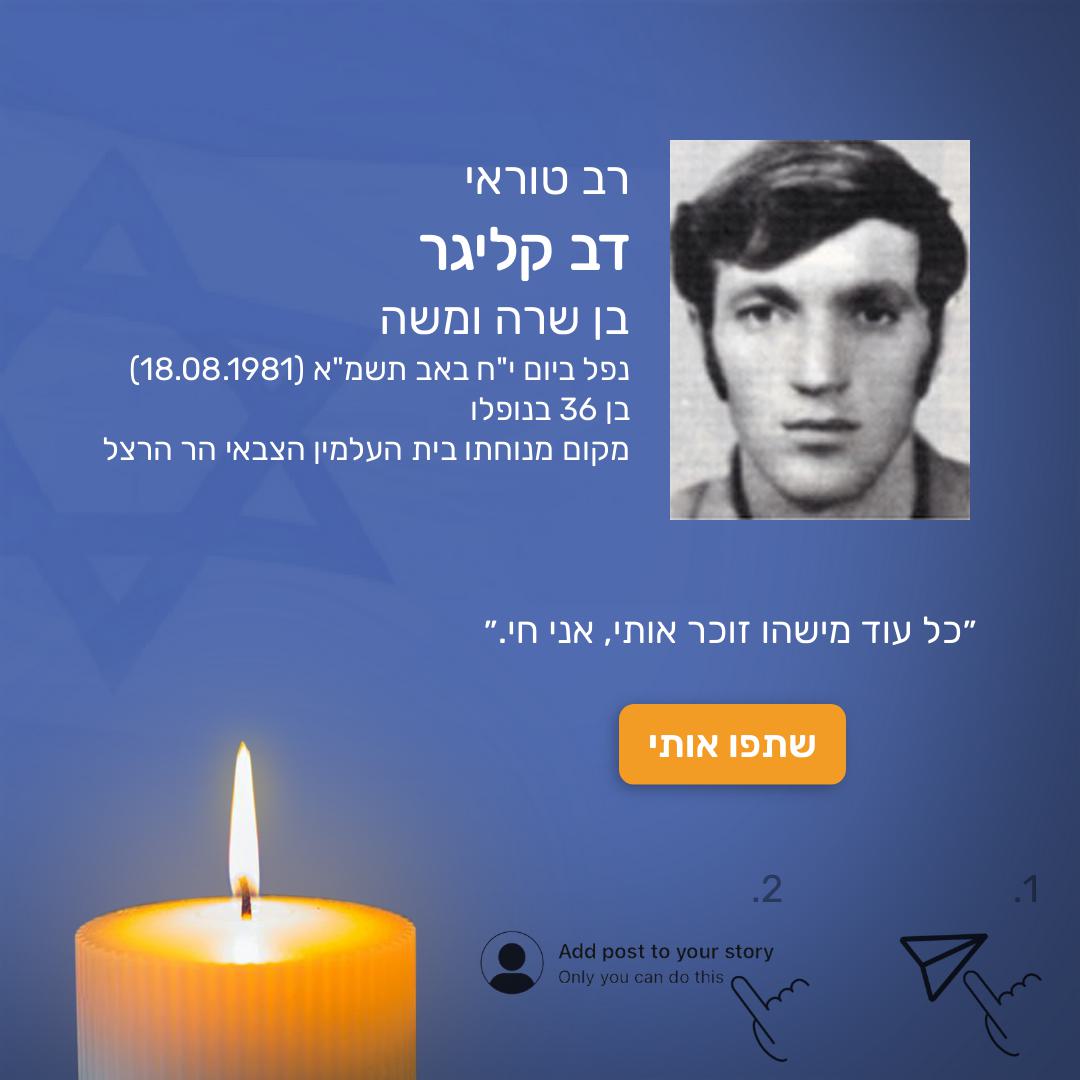 רב טוראי
דב קליגר
בן שרה ומשה
נפל ביום י"ח באב תשמ"א (18.08.1981)
בן 36 בנופלו
מקום מנוחתו בית העלמין הצבאי הר הרצל
״כל עוד מישהו זוכר אותי, אני חי.״
שתפו אותי
.1
.2
Add post to your story
Only you can do this